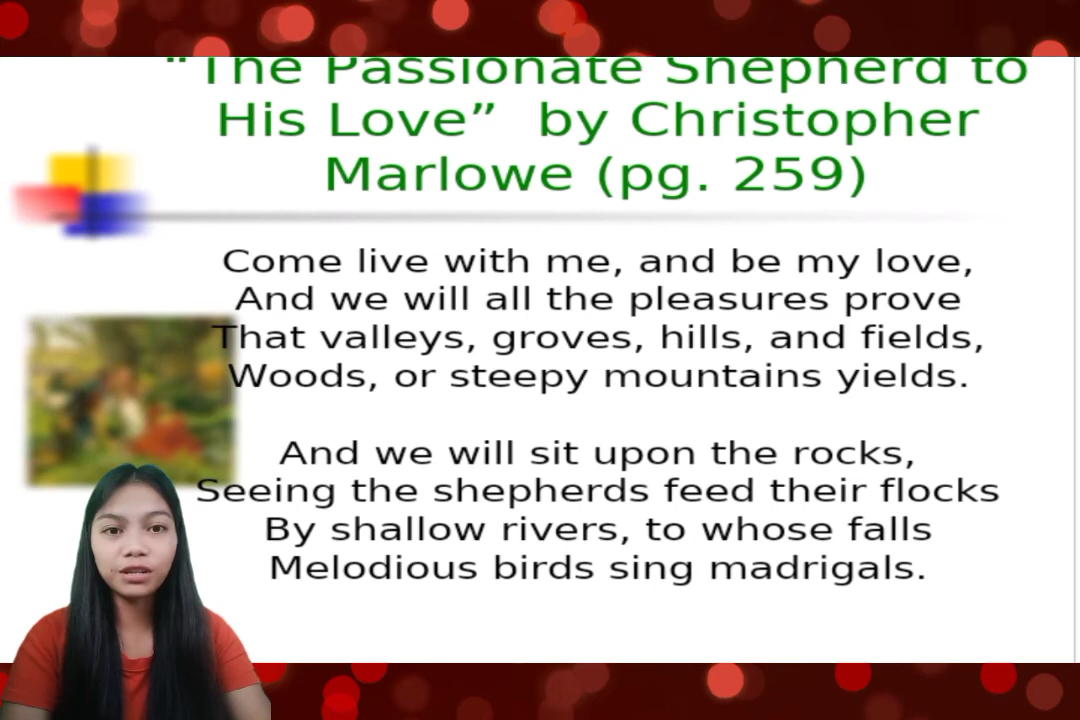 “The Passionate Shepherd to
His Love” by Christopher
Marlowe (pg. 259)
Come live with me, and be my love,
And we will all the pleasures prove
That valleys, groves, hills, and fields,
Woods, or steepy mountains yields.
And we will sit upon the rocks,
Seeing the shepherds feed their flocks
By shallow rivers, to whose falls
Melodious birds sing madrigals.